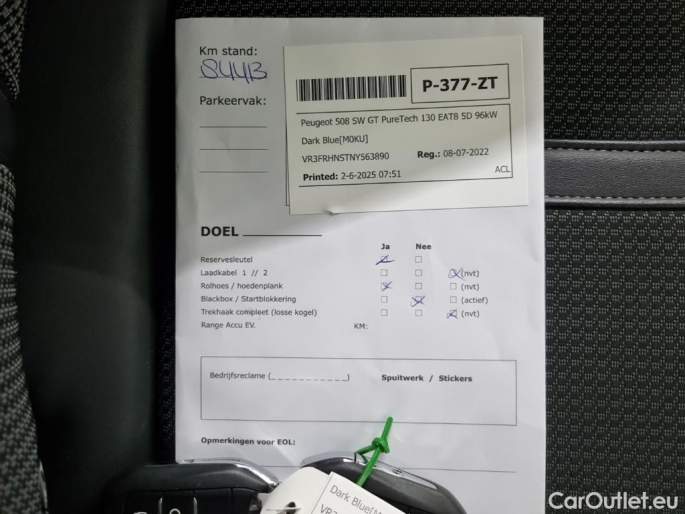 Km stand:
P-377-ZT
Parkeervak:
Peugeot 508 SW GT PureTech 130 EAT8 5D 96kW
Dark Blue[M0KU]
VR3FRHNSTNY563890 Reg.: 08-07-2022
Printed: 2-6-2025 07:51 ACL
DOEL
Ja Nee
Reservesleutel
Laadkabel 1 // 2 (nvt)
Rolhoes / hoedenplank (nvt)
Blackbox / Startblokkering (actief)
Trekhaak compleet (losse kogel) (nvt)
Range Accu EV. KM:
Bedrijfsreclame (_ _ _ _ _ _ _ _ _ _ _) Spuitwerk / Stickers
Opmerkingen voor EOL:
Dark Blue[M0
CarOutlet.eu